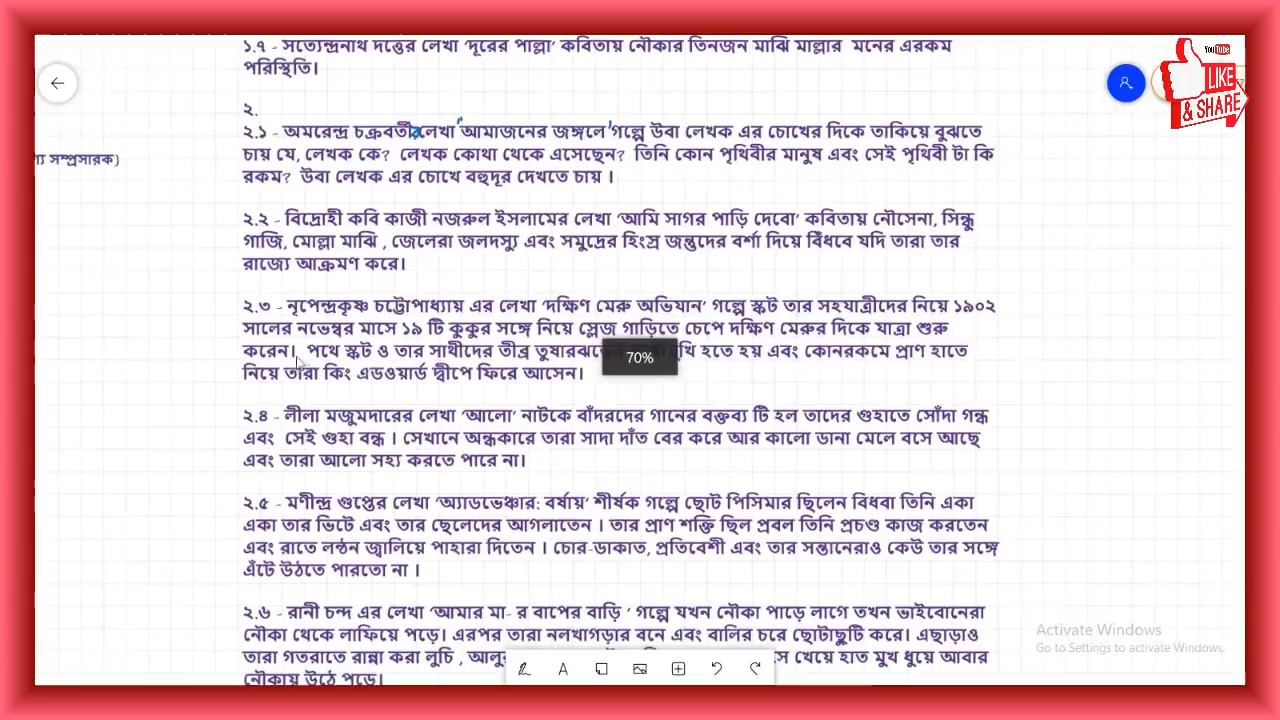 ১.৭ - সত্যেন্দ্রনাথ দত্তের লেখা ‘দূরের পাল্লা’ কবিতায় নৌকার তিনজন মাঝি মাল্লার মনের এরকম
পরিস্থিতি।
২.
২.১ - অমরেন্দ্র চক্রবর্তীর লেখা "আমাজনের জঙ্গলে' গল্পে উবা লেখক এর চোখের দিকে তাকিয়ে বুঝতে
চায় যে, লেখক কে? লেখক কোথা থেকে এসেছেন? তিনি কোন পৃথিবীর মানুষ এবং সেই পৃথিবী টা কি
রকম? উবা লেখক এর চোখে বহুদূর দেখতে চায় ।
২.২ - বিদ্রোহী কবি কাজী নজরুল ইসলামের লেখা ‘আমি সাগর পাড়ি দেবো’ কবিতায় নৌসেনা, সিন্ধু
গাজি, মোল্লা মাঝি , জেলেরা জলদস্যু এবং সমুদ্রের হিংস্র জন্তুদের বর্শা দিয়ে বিঁধবে যদি তারা তার
রাজ্যে আক্রমণ করে।
২.৩ - নৃপেন্দ্রকৃষ্ণ চট্টোপাধ্যায় এর লেখা ‘দক্ষিণ মেরু অভিযান’ গল্পে স্কট তার সহযাত্রীদের নিয়ে ১৯০২
সালের নভেম্বর মাসে ১৯ টি কুকুর সঙ্গে নিয়ে স্লেজ গাড়িতে চেপে দক্ষিণ মেরুর দিকে যাত্রা শুরু
করেন। পথে স্কট ও তার সাথীদের তীব্র হতে হয় এবং কোনরকমে প্রাণ হাতে
নিয়ে তারা কিং এডওয়ার্ড দ্বীপে ফিরে আসেন।
২.৪ - লীলা মজুমদারের লেখা ‘আলো’ নাটকে বাঁদরদের গানের বক্তব্য টি হল তাদের গুহাতে সোঁদা গন্ধ
এবং সেই গুহা বন্ধ । সেখানে অন্ধকারে তারা সাদা দাঁত বের করে আর কালো ডানা মেলে বসে আছে
এবং তারা আলো সহ্য করতে পারে না।
২.৫ - মণীন্দ্র গুপ্তের লেখা ‘অ্যাডভেঞ্চার: বর্ষায়’ শীর্ষক গল্পে ছোট পিসিমার ছিলেন বিধবা তিনি একা
একা তার ভিটে এবং তার ছেলেদের আগলাতেন । তার প্রাণ শক্তি ছিল প্রবল তিনি প্রচণ্ড কাজ করতেন
এবং রাতে লন্ঠন জ্বালিয়ে পাহারা দিতেন । চোর-ডাকাত, প্রতিবেশী এবং তার সন্তানেরাও কেউ তার সঙ্গে
এঁটে উঠতে পারতো না ।
২.৬ - রানী চন্দ এর লেখা ‘আমার মা- র বাপের বাড়ি ’ গল্পে যখন নৌকা পাড়ে লাগে তখন ভাইবোনেরা
নৌকা থেকে লাফিয়ে পড়ে। এরপর তারা নলখাগড়ার বনে এবং বালির চরে ছোটাছুটি করে। এছাড়াও
তারা গতরাতে রান্না করা লুচি , খেয়ে হাত মুখ ধুয়ে আবার
নৌকায় উঠে পড়ে।
সম্প্রসারক)
70%
YouTube
LIKE
& SHARE
Activate Windows
Go to Settings to activate Windows.
A